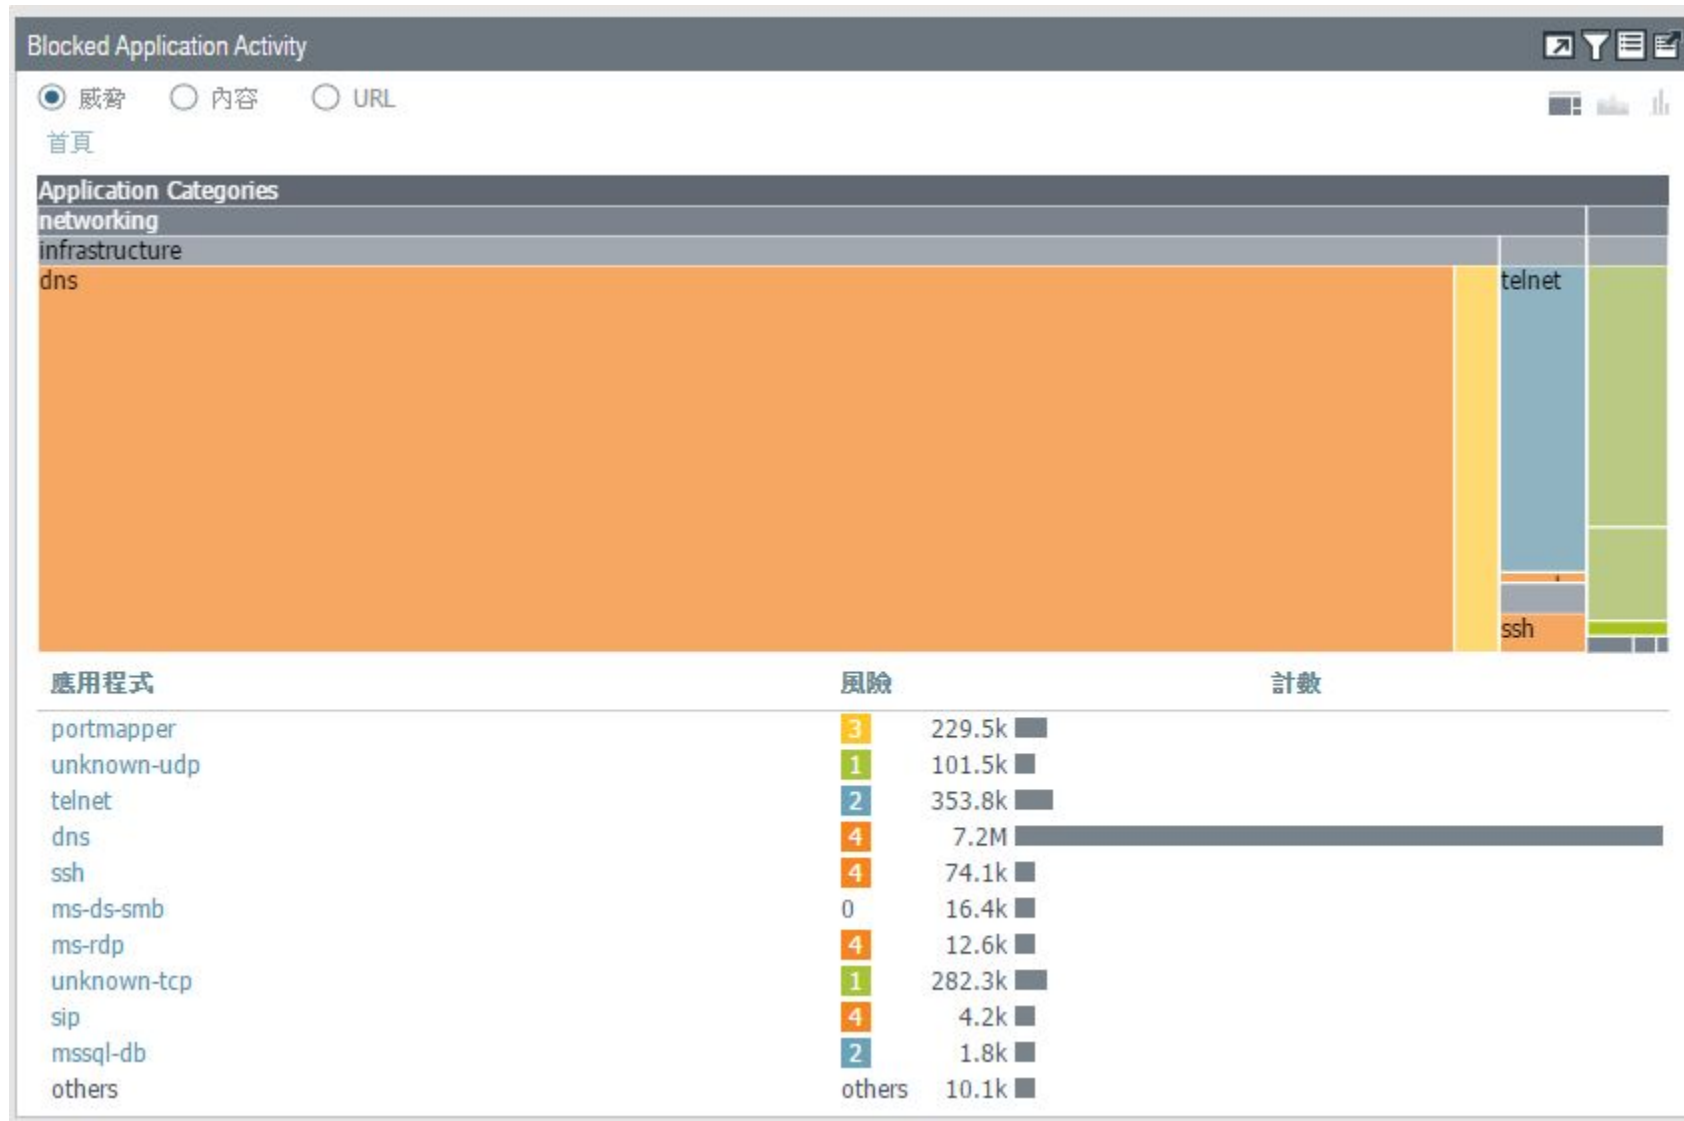 Blocked Application Activity
威脅 內容 URL
首頁
Application Categories
networking
infrastructure
dns telnet
ssh
應用程式 風險 計數
portmapper 3 229.5k
unknown-udp 1 101.5k
telnet 2 353.8k
dns 4 7.2M
ssh 4 74.1k
ms-ds-smb 0 16.4k
ms-rdp 4 12.6k
unknown-tcp 1 282.3k
sip 4 4.2k
mssql-db 2 1.8k
others others 10.1k